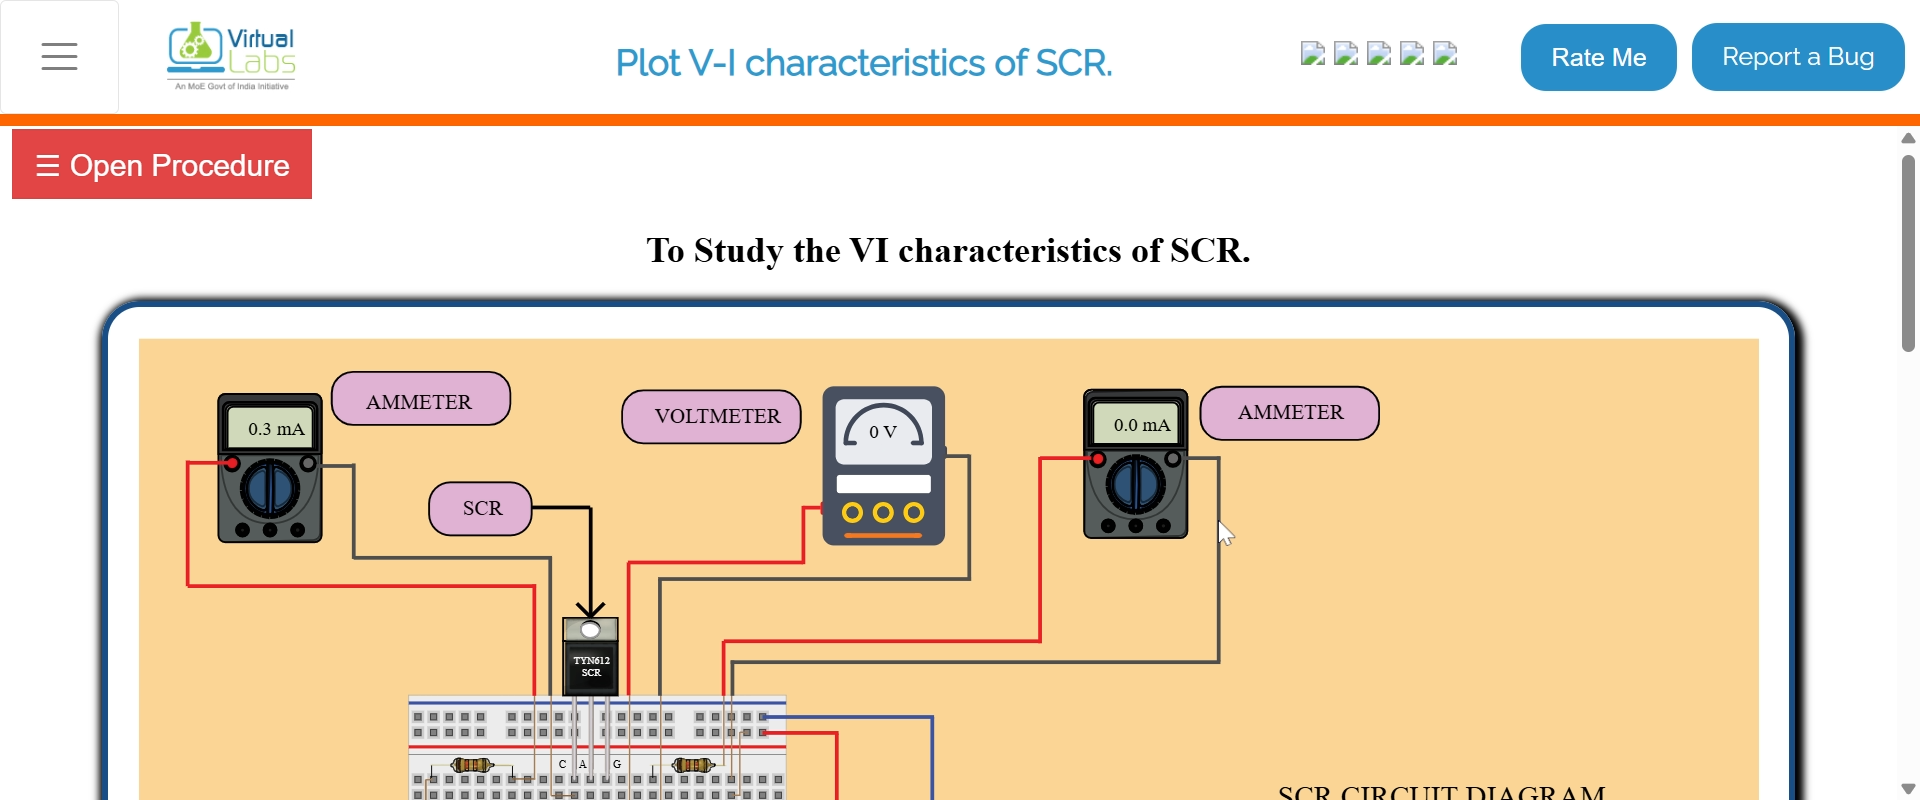 Virtual
Labs
An MoE Govt of India Initiative
Plot V-I characteristics of SCR.
Rate Me
Report a Bug
☰ Open Procedure
To Study the VI characteristics of SCR.
AMMETER
0.3 mA
VOLTMETER
0 V
0.0 mA
AMMETER
SCR
TYN612
SCR
C A G
SCR CIRCUIT DIAGRAM